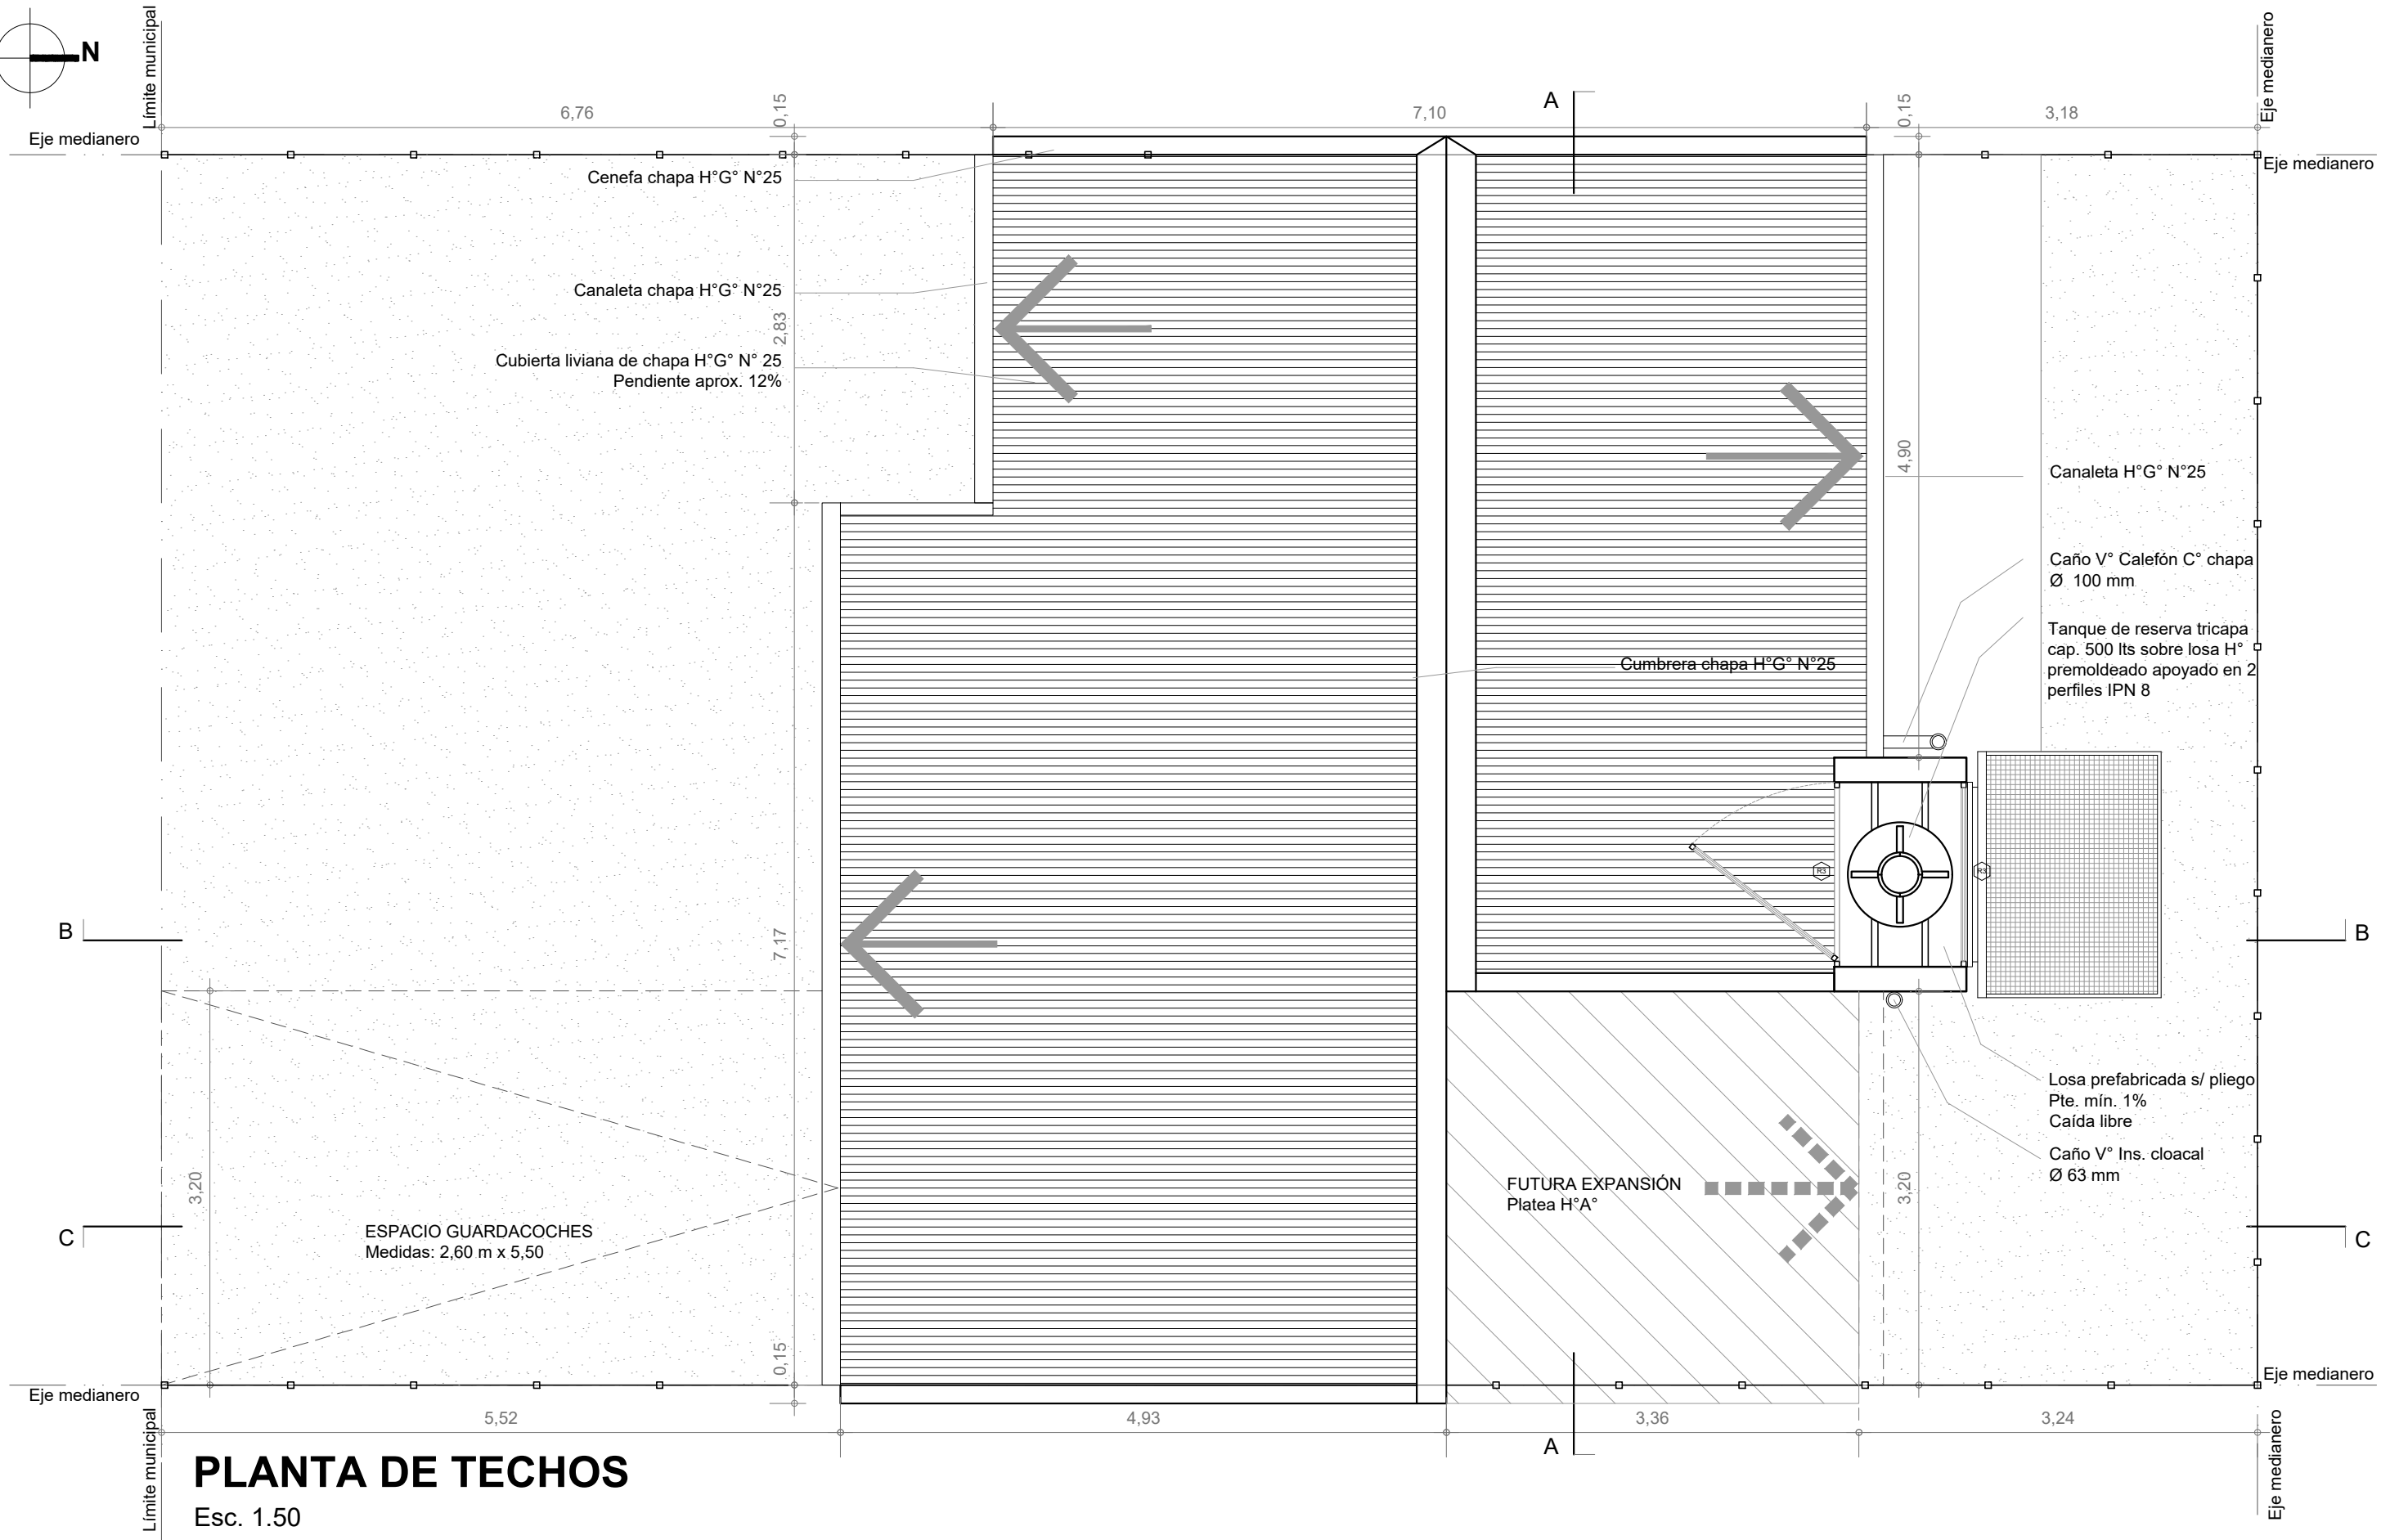 N
Límite municipal
Eje medianero
6,76
0,15
7,10
A
0,15
3,18
Eje medianero
Eje medianero
Cenefa chapa H°G° N°25
Canaleta chapa H°G° N°25
2,83
Cubierta liviana de chapa H°G° N° 25
Pendiente aprox. 12%
4,90
Canaleta H°G° N°25
Caño V° Calefón C° chapa
Ø 100 mm
Tanque de reserva tricapa
cap. 500 lts sobre losa H°
premoldeado apoyado en 2
perfiles IPN 8
Cumbrera chapa H°G° N°25
R3
R3
B
7,17
B
Losa prefabricada s/ pliego
Pte. mín. 1%
Caída libre
Caño V° Ins. cloacal
Ø 63 mm
3,20
FUTURA EXPANSIÓN
Platea H°A°
3,20
ESPACIO GUARDACOCHES
Medidas: 2,60 m x 5,50
C
C
0,15
Eje medianero
Eje medianero
5,52
4,93
3,36
3,24
A
Límite municipal
Eje medianero
PLANTA DE TECHOS
Esc. 1.50